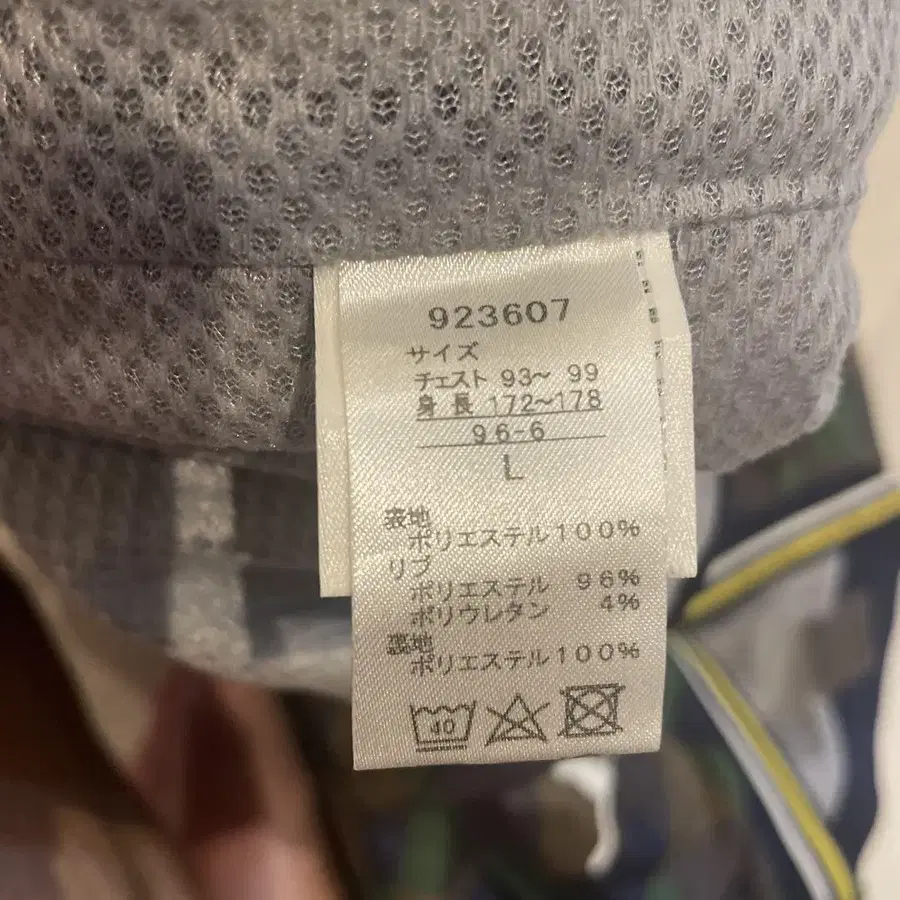 923607
サイズ
チェスト 93〜 99
身長 172〜178
96-6
L
表地
ポリエステル100%
リブ
ポリエステル 96%
ポリウレタン 4%
裏地
ポリエステル100%
40